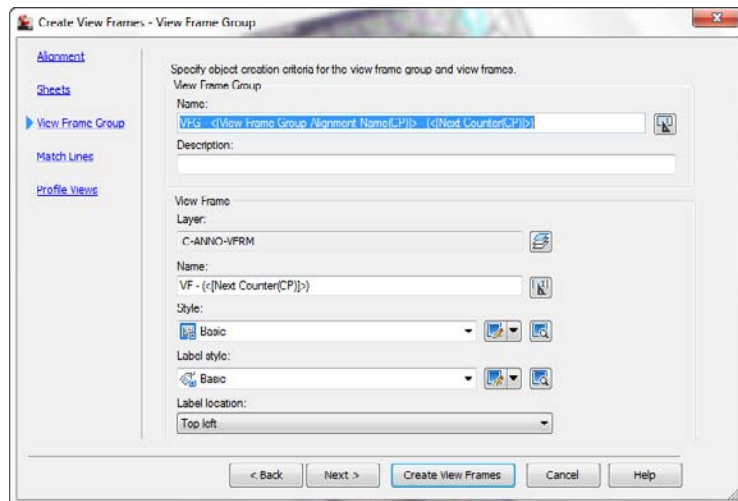 Create View Frames - View Frame Group
Alignment
Sheets
View Frame Group
Match Lines
Profile Views
Specify object creation criteria for the view frame group and view frames.
View Frame Group
Name:
VFG - <[View Frame Group Alignment Name(CP)]> - (<[Next Counter(CP)]>)
Description:
View Frame
Layer:
C-ANNO-VFRM
Name:
VF - (<[Next Counter(CP)]>)
Style:
Basic
Label style:
Basic
Label location:
Top left
< Back
Next >
Create View Frames
Cancel
Help